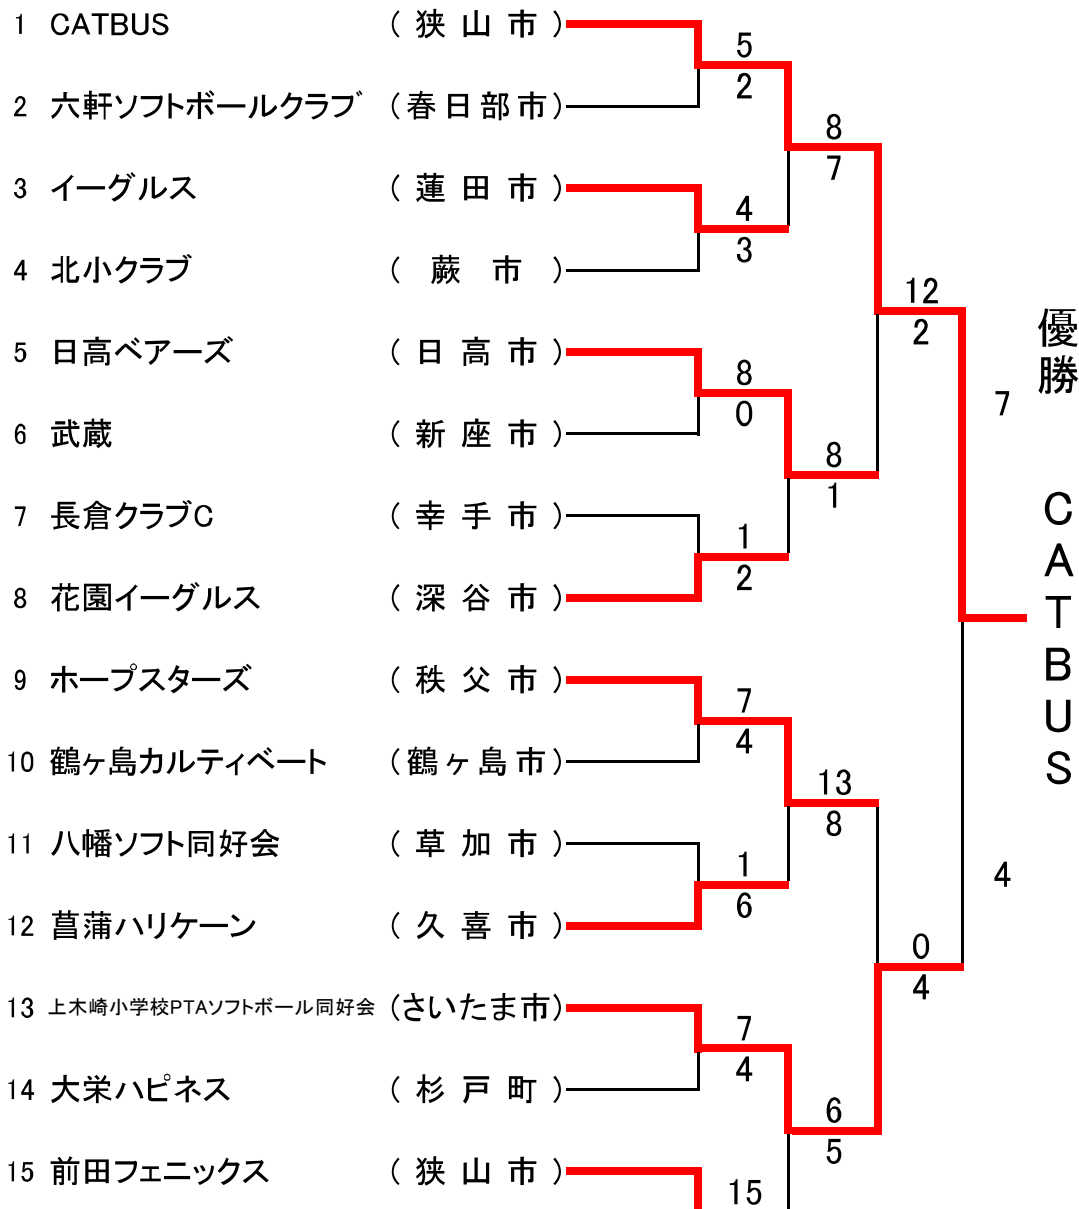 1 CATBUS (狭山市)
2 六軒ソフトボールクラブ (春日部市)
3 イーグルス (蓮田市)
4 北小クラブ (蕨市)
5 日高ベアーズ (日高市)
6 武蔵 (新座市)
7 長倉クラブC (幸手市)
8 花園イーグルス (深谷市)
9 ホープスターズ (秩父市)
10 鶴ヶ島カルティベート (鶴ヶ島市)
11 八幡ソフト同好会 (草加市)
12 菖蒲ハリケーン (久喜市)
13 上木崎小学校PTAソフトボール同好会 (さいたま市)
14 大栄ハピネス (杉戸町)
15 前田フェニックス (狭山市)
5
2
4
3
8
0
1
2
7
4
1
6
7
4
15
8
7
8
1
13
8
6
5
12
2
0
4
7
4
優勝 CATBUS